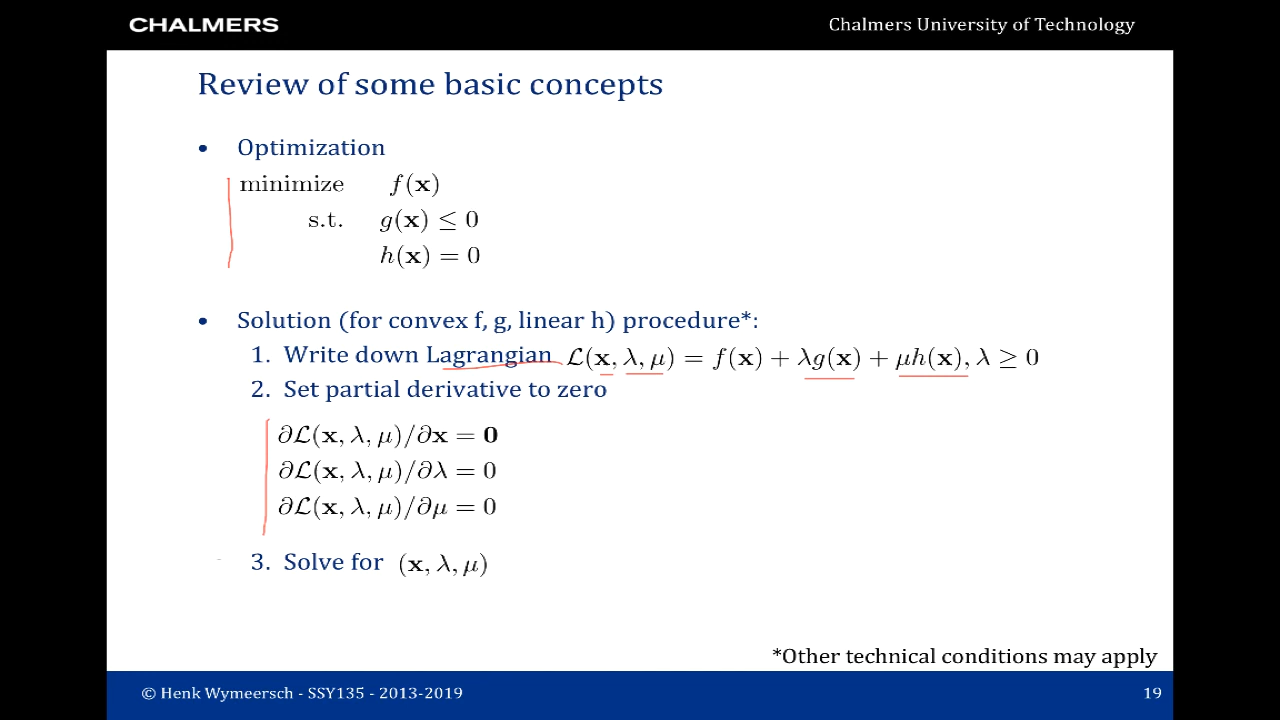 CHALMERS
Chalmers University of Technology
Review of some basic concepts
• Optimization
minimize f(x)
s.t. g(x) ≤ 0
h(x) = 0
• Solution (for convex f, g, linear h) procedure*:
1. Write down Lagrangian ℒ(x, λ, μ) = f(x) + λg(x) + μh(x), λ ≥ 0
2. Set partial derivative to zero
∂ℒ(x, λ, μ)/∂x = 0
∂ℒ(x, λ, μ)/∂λ = 0
∂ℒ(x, λ, μ)/∂μ = 0
3. Solve for (x, λ, μ)
*Other technical conditions may apply
© Henk Wymeersch - SSY135 - 2013-2019
19